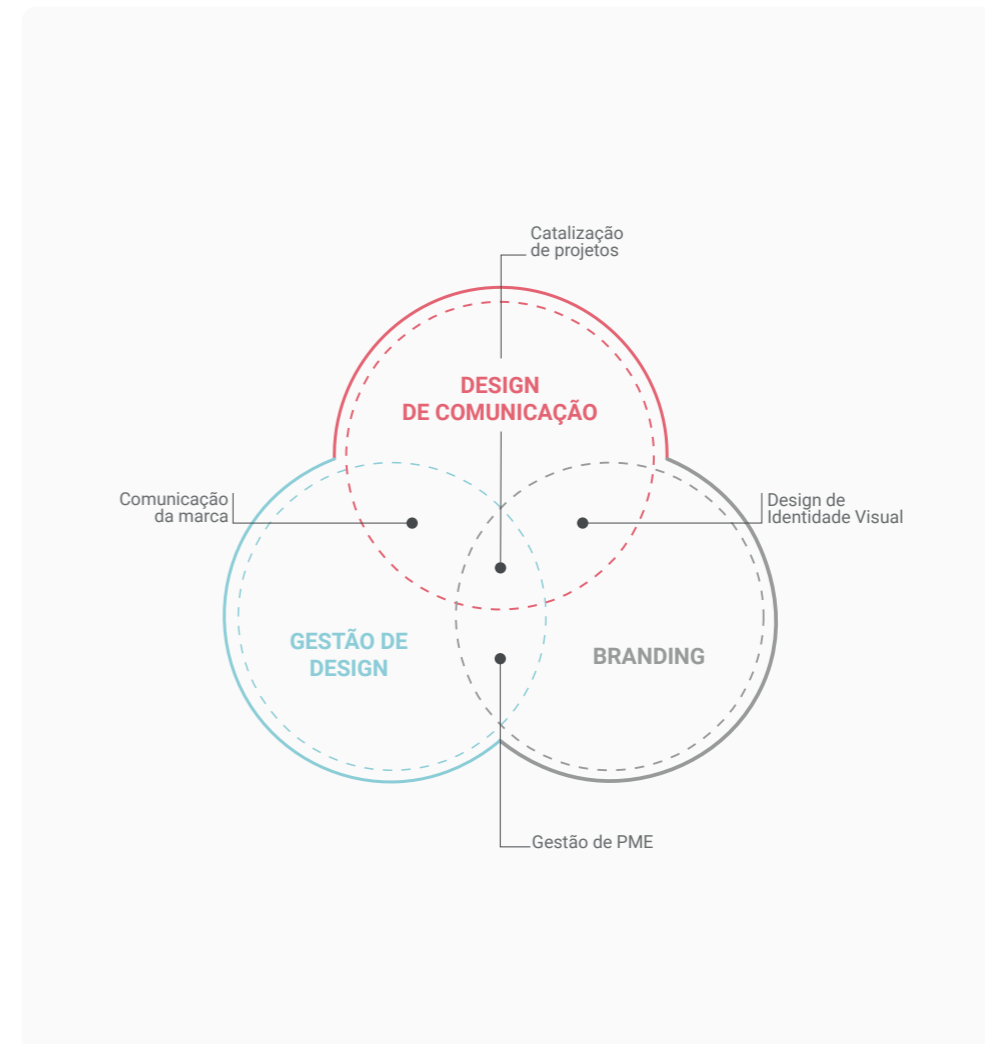 Catalização
de projetos
DESIGN
DE COMUNICAÇÃO
Comunicação
da marca
Design de
Identidade Visual
GESTÃO DE
DESIGN
BRANDING
Gestão de PME